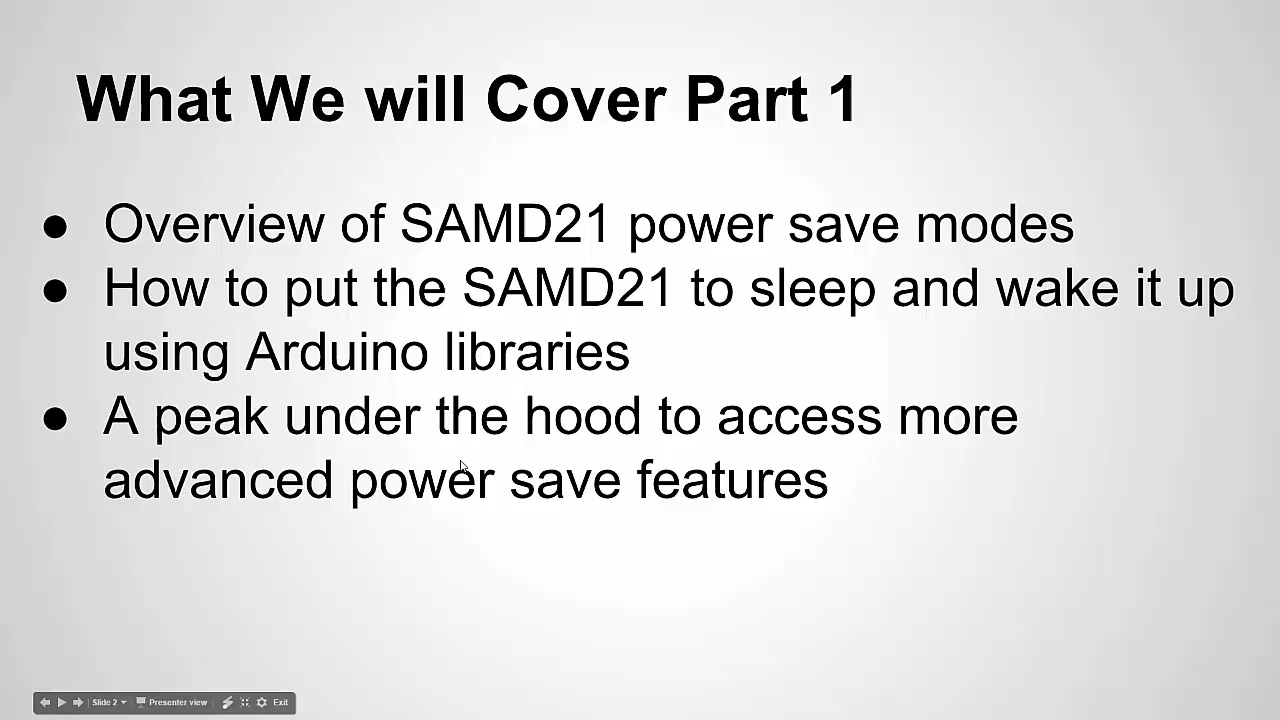 What We will Cover Part 1
● Overview of SAMD21 power save modes
● How to put the SAMD21 to sleep and wake it up
using Arduino libraries
● A peak under the hood to access more
advanced power save features
Slide 2 Presenter view Exit